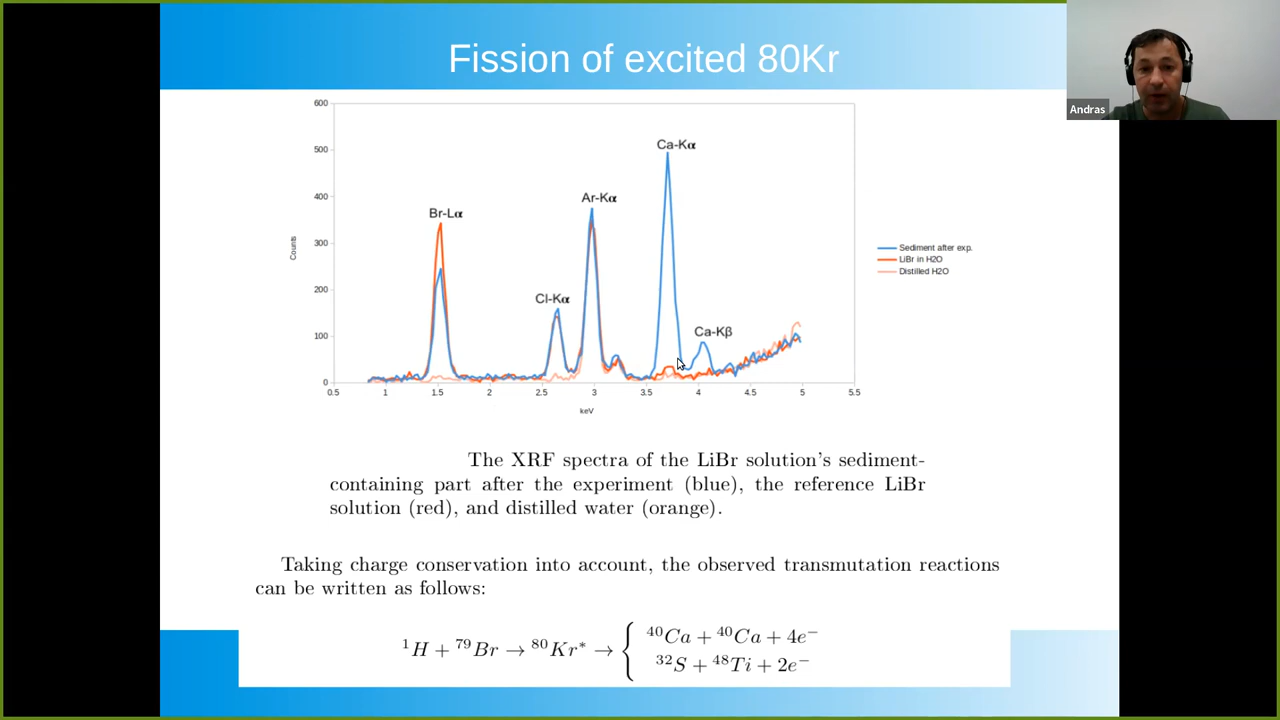 Fission of excited 80Kr
Andras
600
500
400
300
200
100
0
0.5 1 1.5 2 2.5 3 3.5 4 4.5 5 5.5
Counts
keV
Br-Lα
Cl-Kα
Ar-Kα
Ca-Kα
Ca-Kβ
Sediment after exp.
LiBr in H2O
Distilled H2O
The XRF spectra of the LiBr solution's sediment-
containing part after the experiment (blue), the reference LiBr
solution (red), and distilled water (orange).
Taking charge conservation into account, the observed transmutation reactions
can be written as follows:
¹H + ⁷⁹Br → ⁸⁰Kr* → {
⁴⁰Ca + ⁴⁰Ca + 4e⁻
³²S + ⁴⁸Ti + 2e⁻